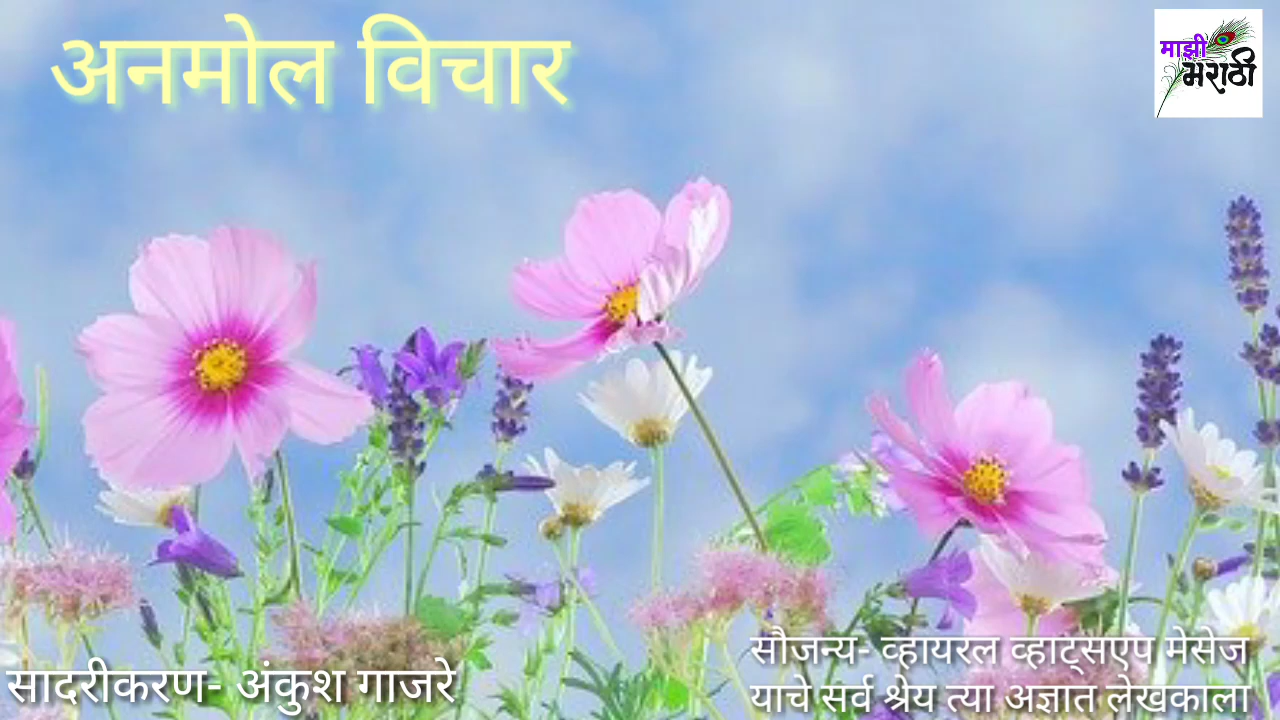 अनमोल विचार
माझी
मराठी
सादरीकरण- अंकुश गाजरे
सौजन्य- व्हायरल व्हाट्सएप मेसेज
याचे सर्व श्रेय त्या अज्ञात लेखकाला